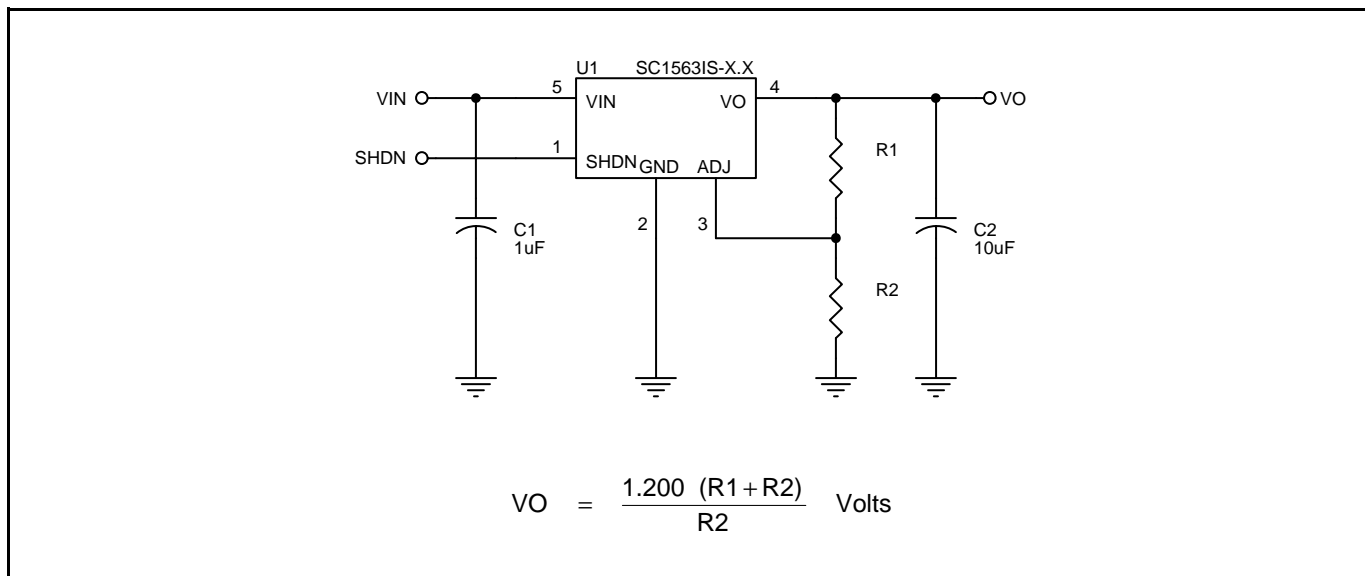 U1 SC1563IS-X.X
VIN 5 VIN VO 4 VO
SHDN 1 SHDN
GND ADJ
R1
2 3
C1
1uF
C2
10uF
R2
VO = 1.200 (R1+R2) Volts
R2